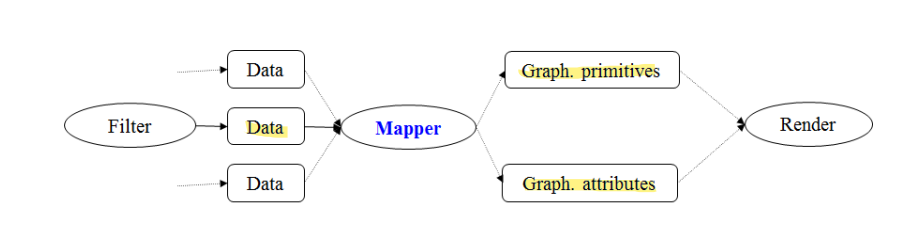 Data
Graph. primitives
Filter
Data
Mapper
Render
Data
Graph. attributes